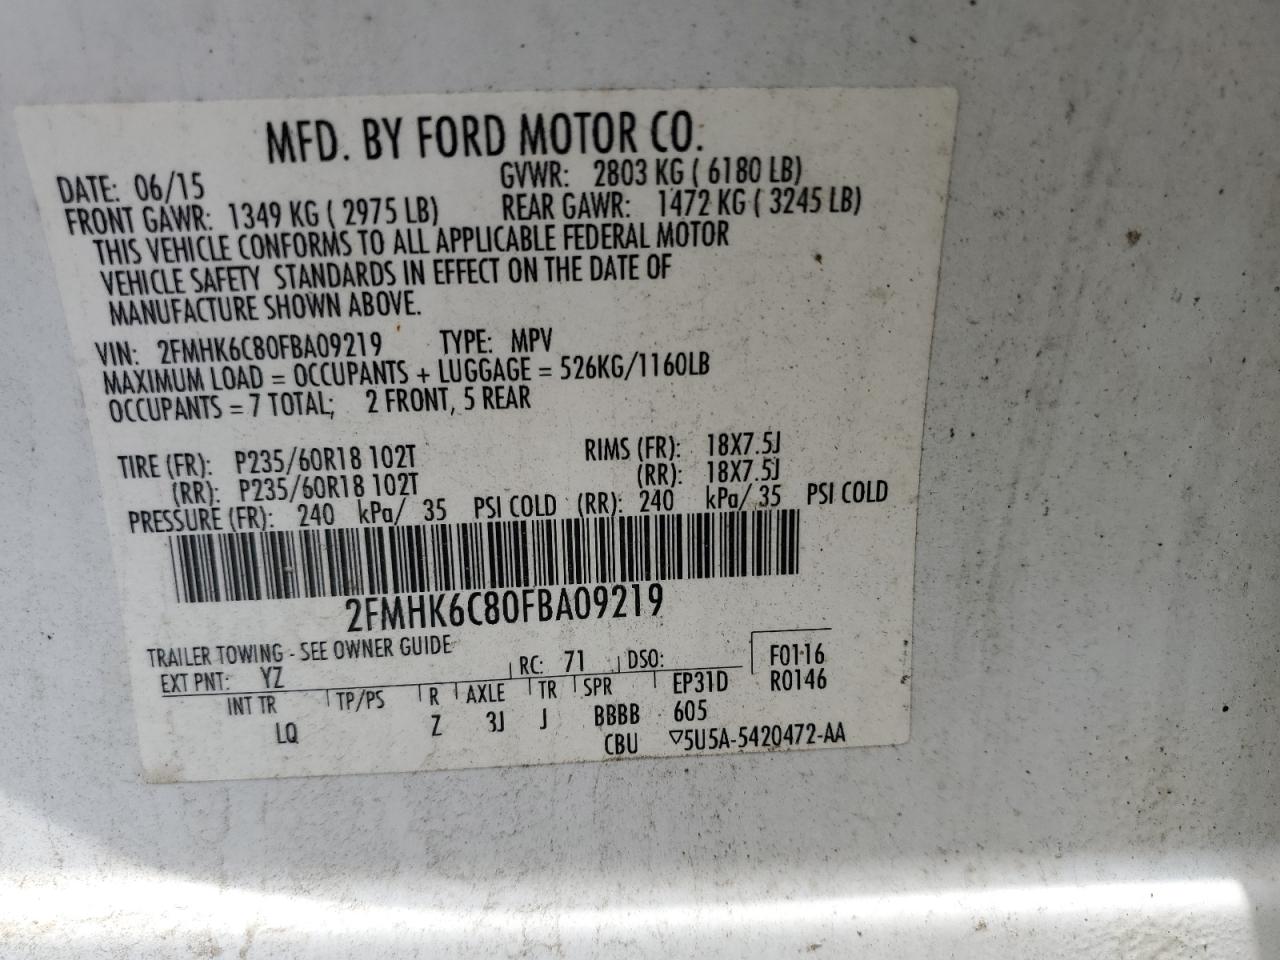 MFD. BY FORD MOTOR CO.
DATE: 06/15 GVWR: 2803 KG ( 6180 LB)
FRONT GAWR: 1349 KG ( 2975 LB) REAR GAWR: 1472 KG ( 3245 LB)
THIS VEHICLE CONFORMS TO ALL APPLICABLE FEDERAL MOTOR
VEHICLE SAFETY STANDARDS IN EFFECT ON THE DATE OF
MANUFACTURE SHOWN ABOVE.
VIN: 2FMHK6C80FBA09219 TYPE: MPV
MAXIMUM LOAD = OCCUPANTS + LUGGAGE = 526KG/1160LB
OCCUPANTS = 7 TOTAL; 2 FRONT, 5 REAR
TIRE (FR): P235/60R18 102T RIMS (FR): 18X7.5J
(RR): P235/60R18 102T (RR): 18X7.5J
PRESSURE (FR): 240 kPa/ 35 PSI COLD (RR): 240 kPa/ 35 PSI COLD
2FMHK6C80FBA09219
TRAILER TOWING - SEE OWNER GUIDE
EXT PNT: YZ RC: 71 DSO: F0116
INT TR TP/PS R AXLE TR SPR EP31D R0146
LQ Z 3J J BBBB 605
CBU ▽5U5A-5420472-AA